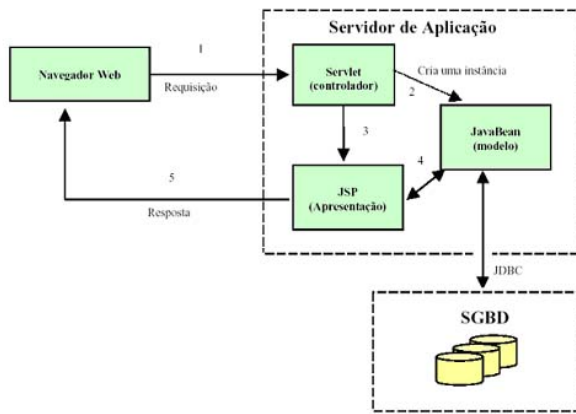 Servidor de Aplicação
1
Navegador Web
Requisição
Servlet
(controlador)
Cria uma instância
2
JavaBean
(modelo)
3
4
5
JSP
(Apresentação)
Resposta
JDBC
SGBD